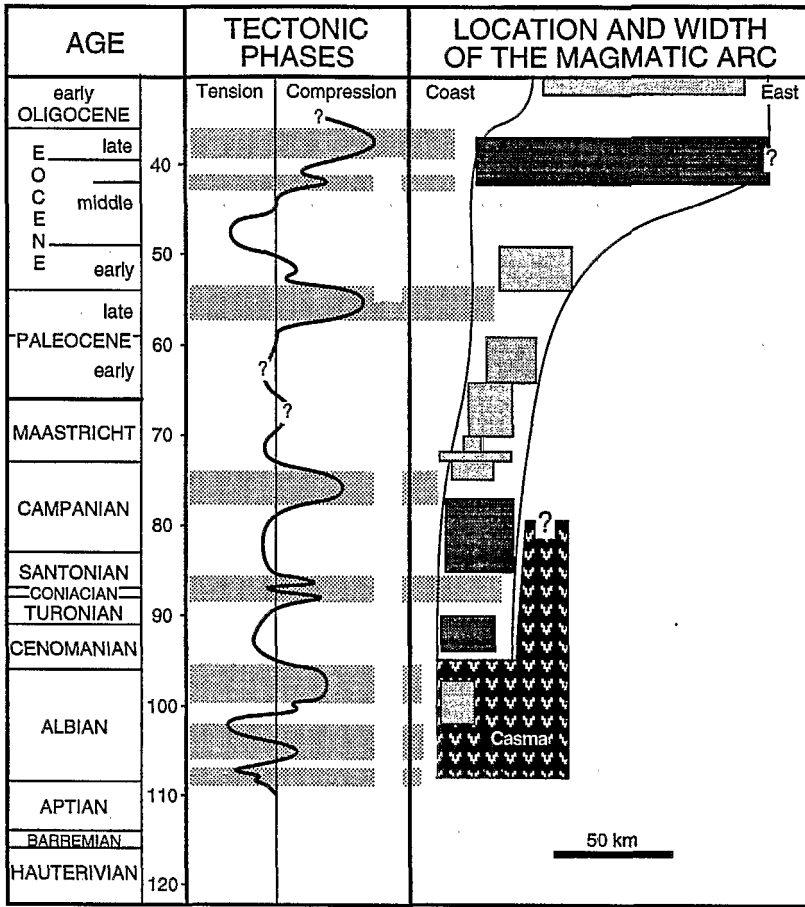 AGE
TECTONIC
PHASES
LOCATION AND WIDTH
OF THE MAGMATIC ARC
Tension
Compression
Coast
East
early
OLIGOCENE
EOCENE
late
middle
early
late
PALEOCENE
early
MAASTRICHT
CAMPANIAN
SANTONIAN
CONIACIAN
TURONIAN
CENOMANIAN
ALBIAN
APTIAN
BARREMIAN
HAUTERIVIAN
40
50
60
70
80
90
100
110
120
?
?
?
?
?
Casma
50 km